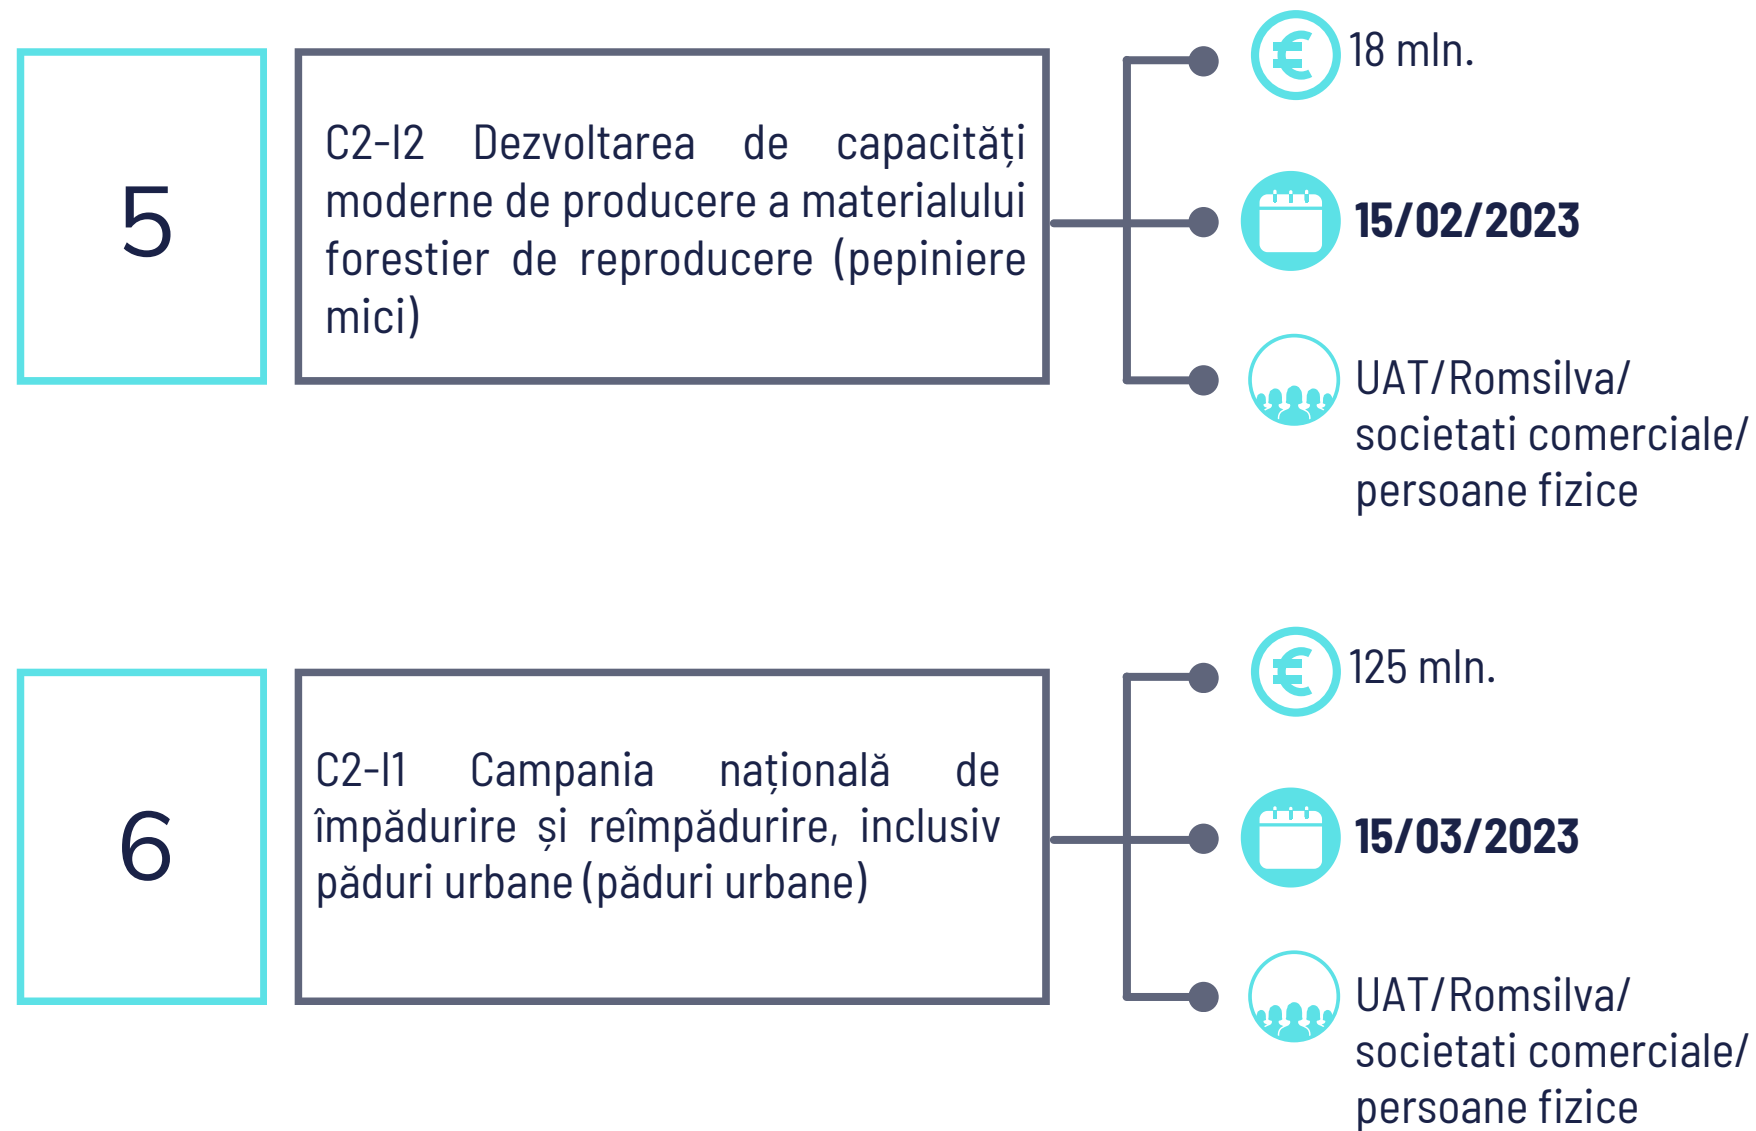 5
C2-I2 Dezvoltarea de capacități
moderne de producere a materialului
forestier de reproducere (pepiniere
mici)
€ 18 mln.
15/02/2023
UAT/Romsilva/
societati comerciale/
persoane fizice
6
C2-I1 Campania națională de
împădurire și reîmpădurire, inclusiv
păduri urbane (păduri urbane)
€ 125 mln.
15/03/2023
UAT/Romsilva/
societati comerciale/
persoane fizice